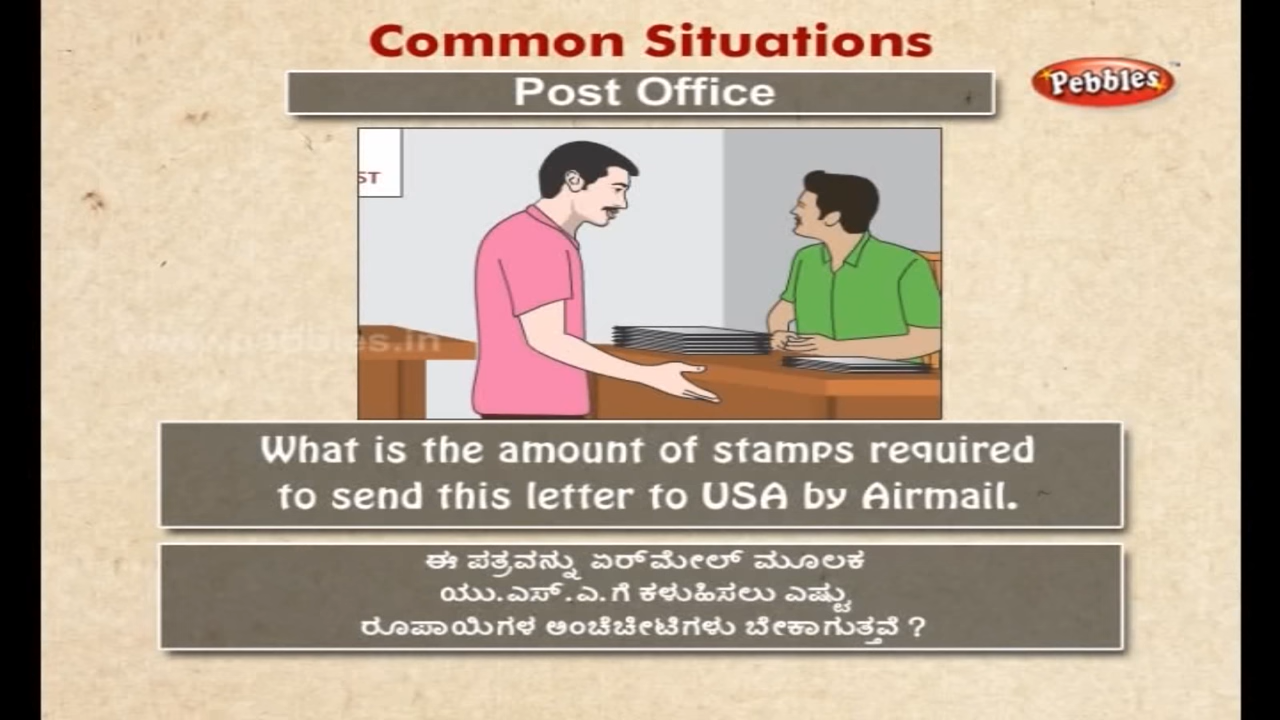 Common Situations
Post Office
Pebbles™
ST
What is the amount of stamps required
to send this letter to USA by Airmail.
ಈ ಪತ್ರವನ್ನು ಏರ್‌ಮೇಲ್ ಮೂಲಕ
ಯು.ಎಸ್.ಎ.ಗೆ ಕಳುಹಿಸಲು ಎಷ್ಟು
ರೂಪಾಯಿಗಳ ಅಂಚೆಚೀಟಿಗಳು ಬೇಕಾಗುತ್ತವೆ ?